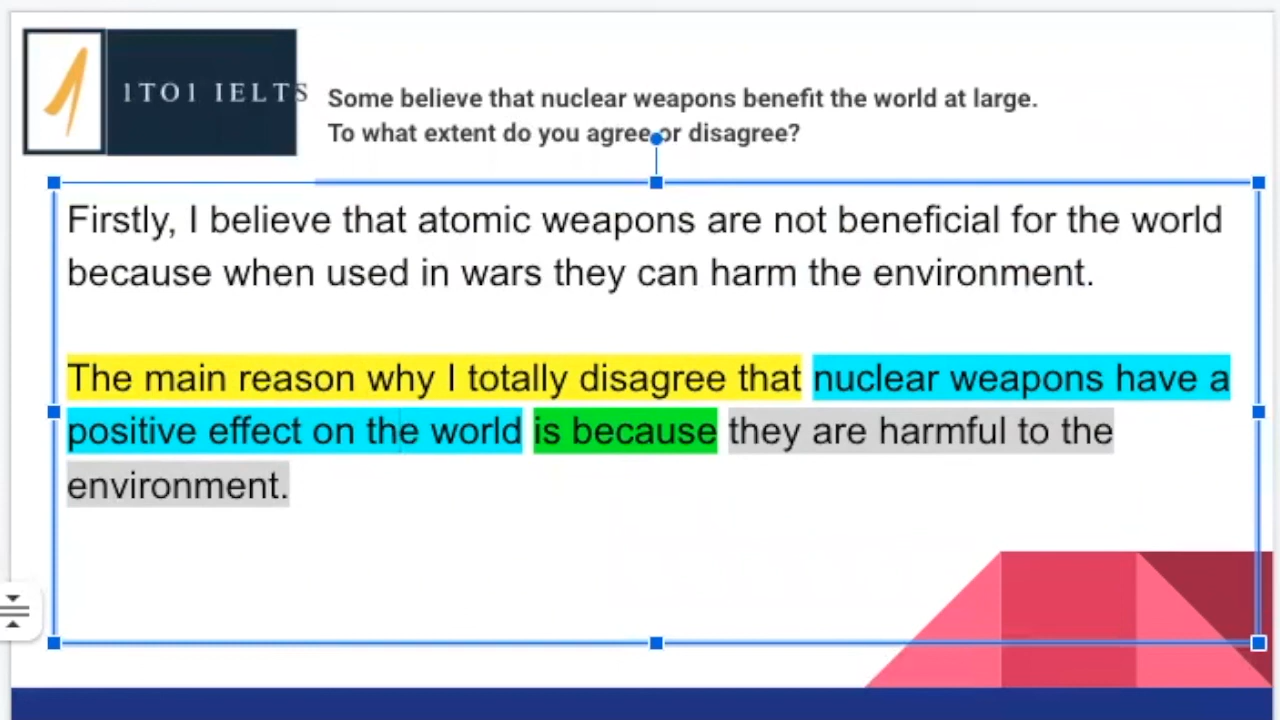 1TO1 IELTS
Some believe that nuclear weapons benefit the world at large.
To what extent do you agree or disagree?
Firstly, I believe that atomic weapons are not beneficial for the world
because when used in wars they can harm the environment.
The main reason why I totally disagree that nuclear weapons have a
positive effect on the world is because they are harmful to the
environment.